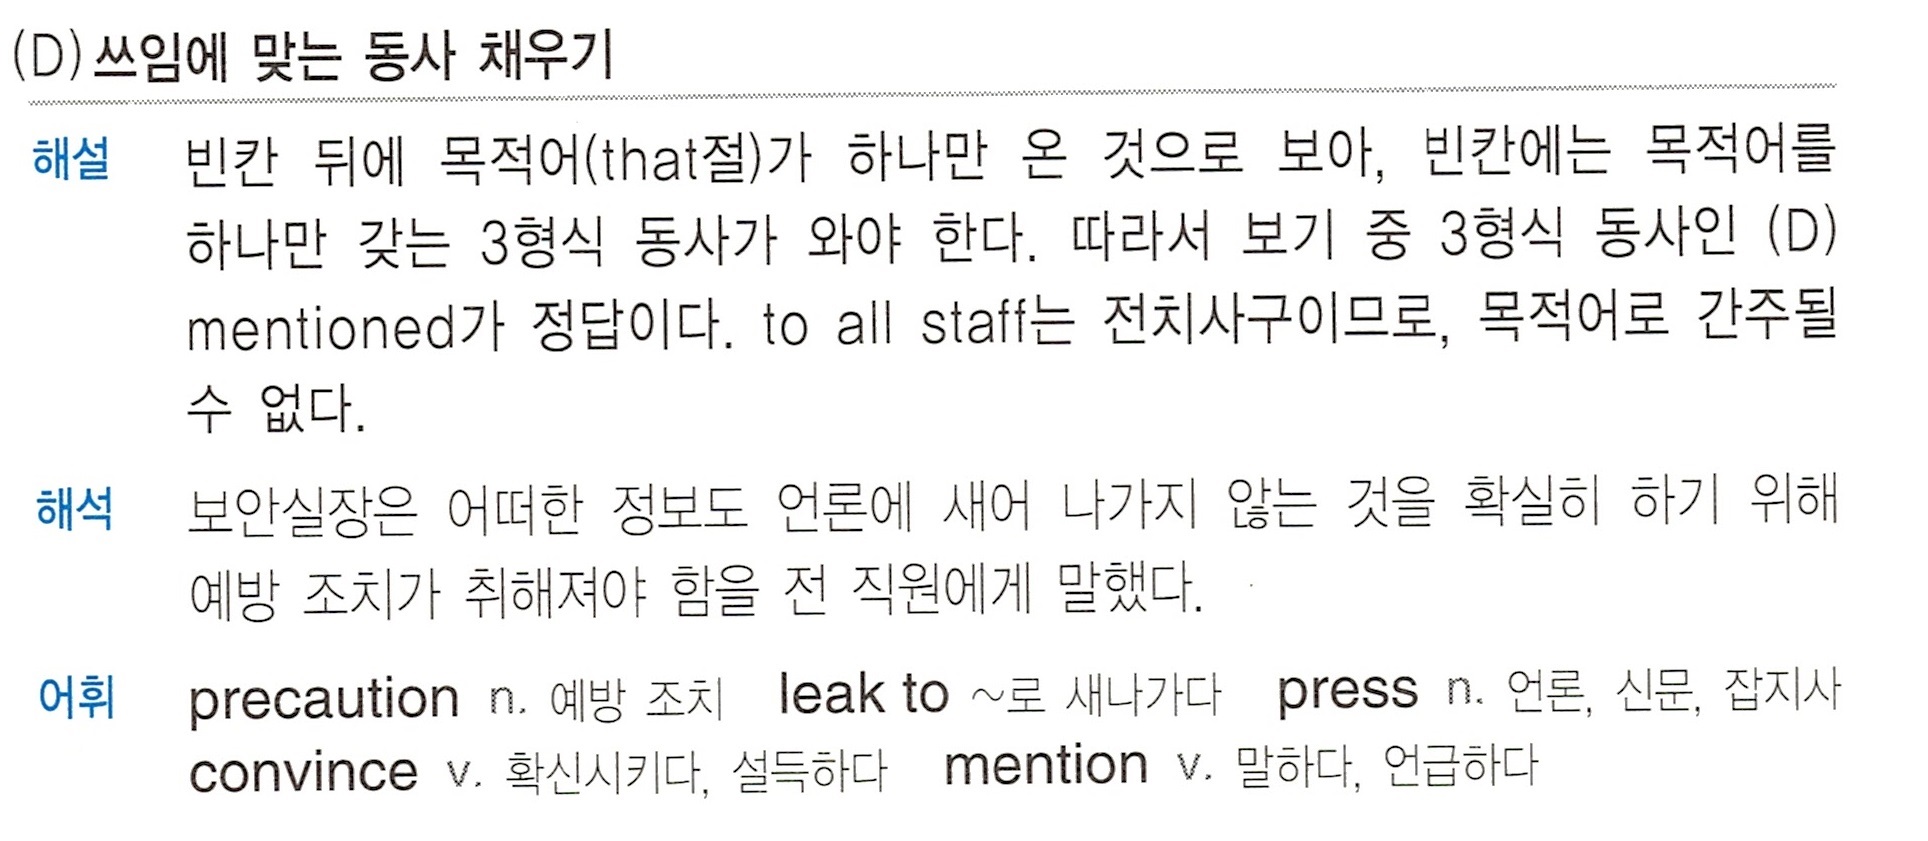 (D) 쓰임에 맞는 동사 채우기
해설 빈칸 뒤에 목적어(that절)가 하나만 온 것으로 보아, 빈칸에는 목적어를
하나만 갖는 3형식 동사가 와야 한다. 따라서 보기 중 3형식 동사인 (D)
mentioned가 정답이다. to all staff는 전치사구이므로, 목적어로 간주될
수 없다.
해석 보안실장은 어떠한 정보도 언론에 새어 나가지 않는 것을 확실히 하기 위해
예방 조치가 취해져야 함을 전 직원에게 말했다.
어휘 precaution n. 예방 조치 leak to ~로 새나가다 press n. 언론, 신문, 잡지사
convince v. 확신시키다, 설득하다 mention v. 말하다, 언급하다